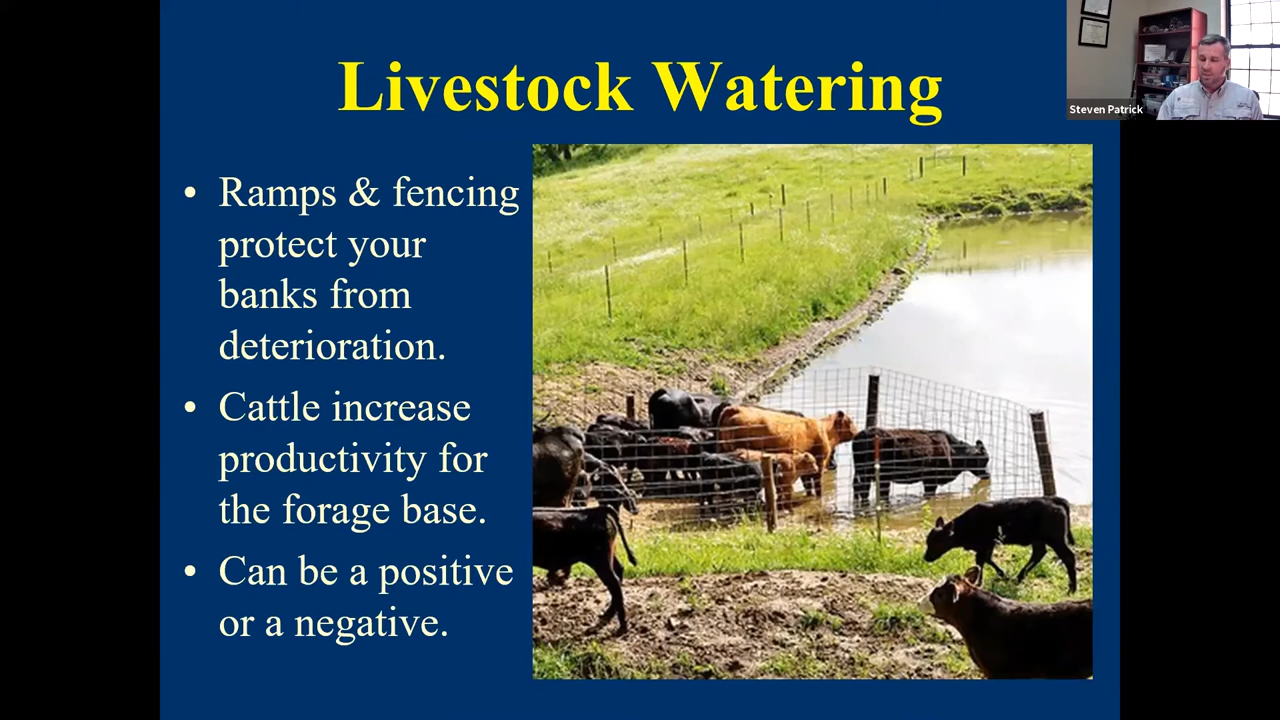 Livestock Watering
Steven Patrick
• Ramps & fencing
protect your
banks from
deterioration.
• Cattle increase
productivity for
the forage base.
• Can be a positive
or a negative.